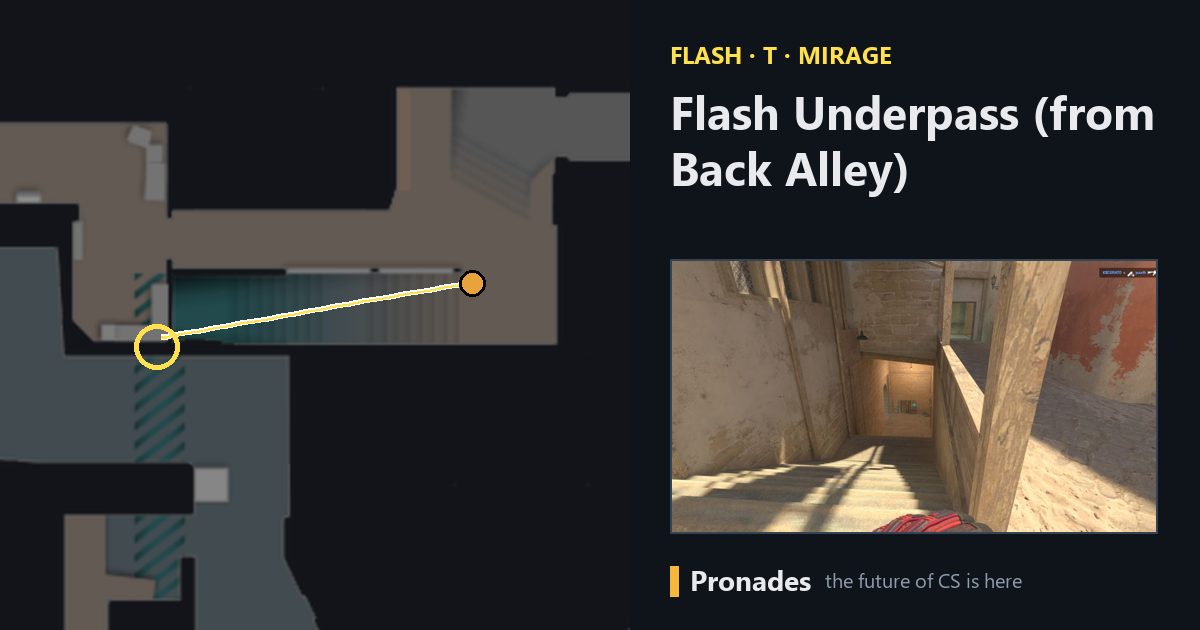 FLASH · T · MIRAGE
Flash Underpass (from
Back Alley)
Pronades the future of CS is here